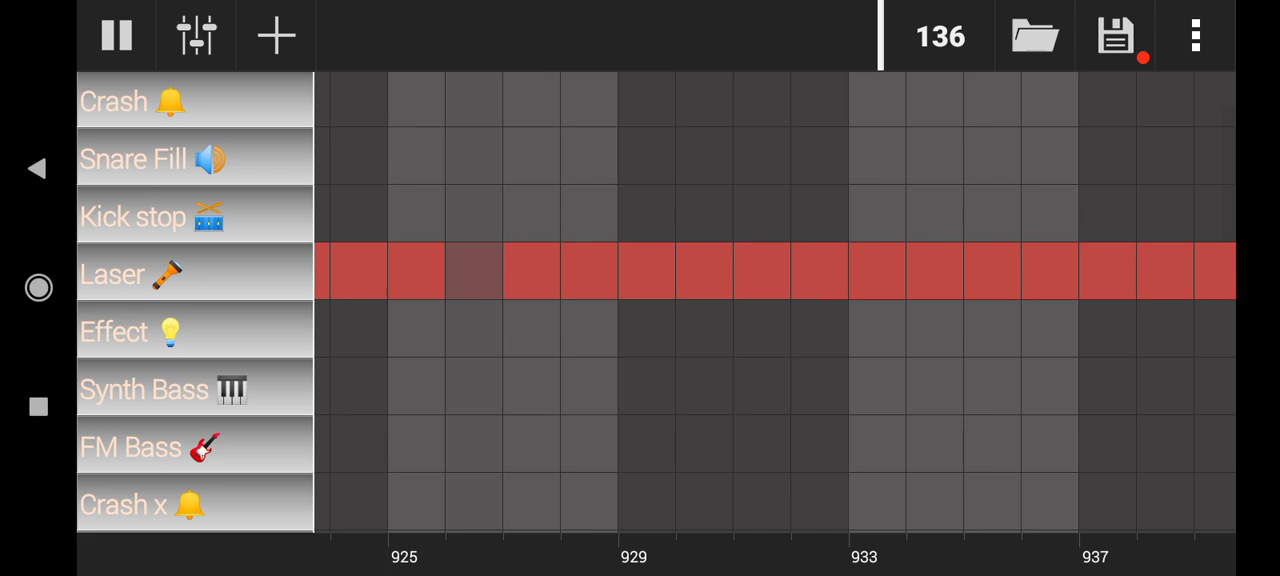 136
Crash 🔔
Snare Fill 🔊
Kick stop 🥁
Laser 🔦
Effect 💡
Synth Bass 🎹
FM Bass 🎸
Crash x 🔔
925 929 933 937